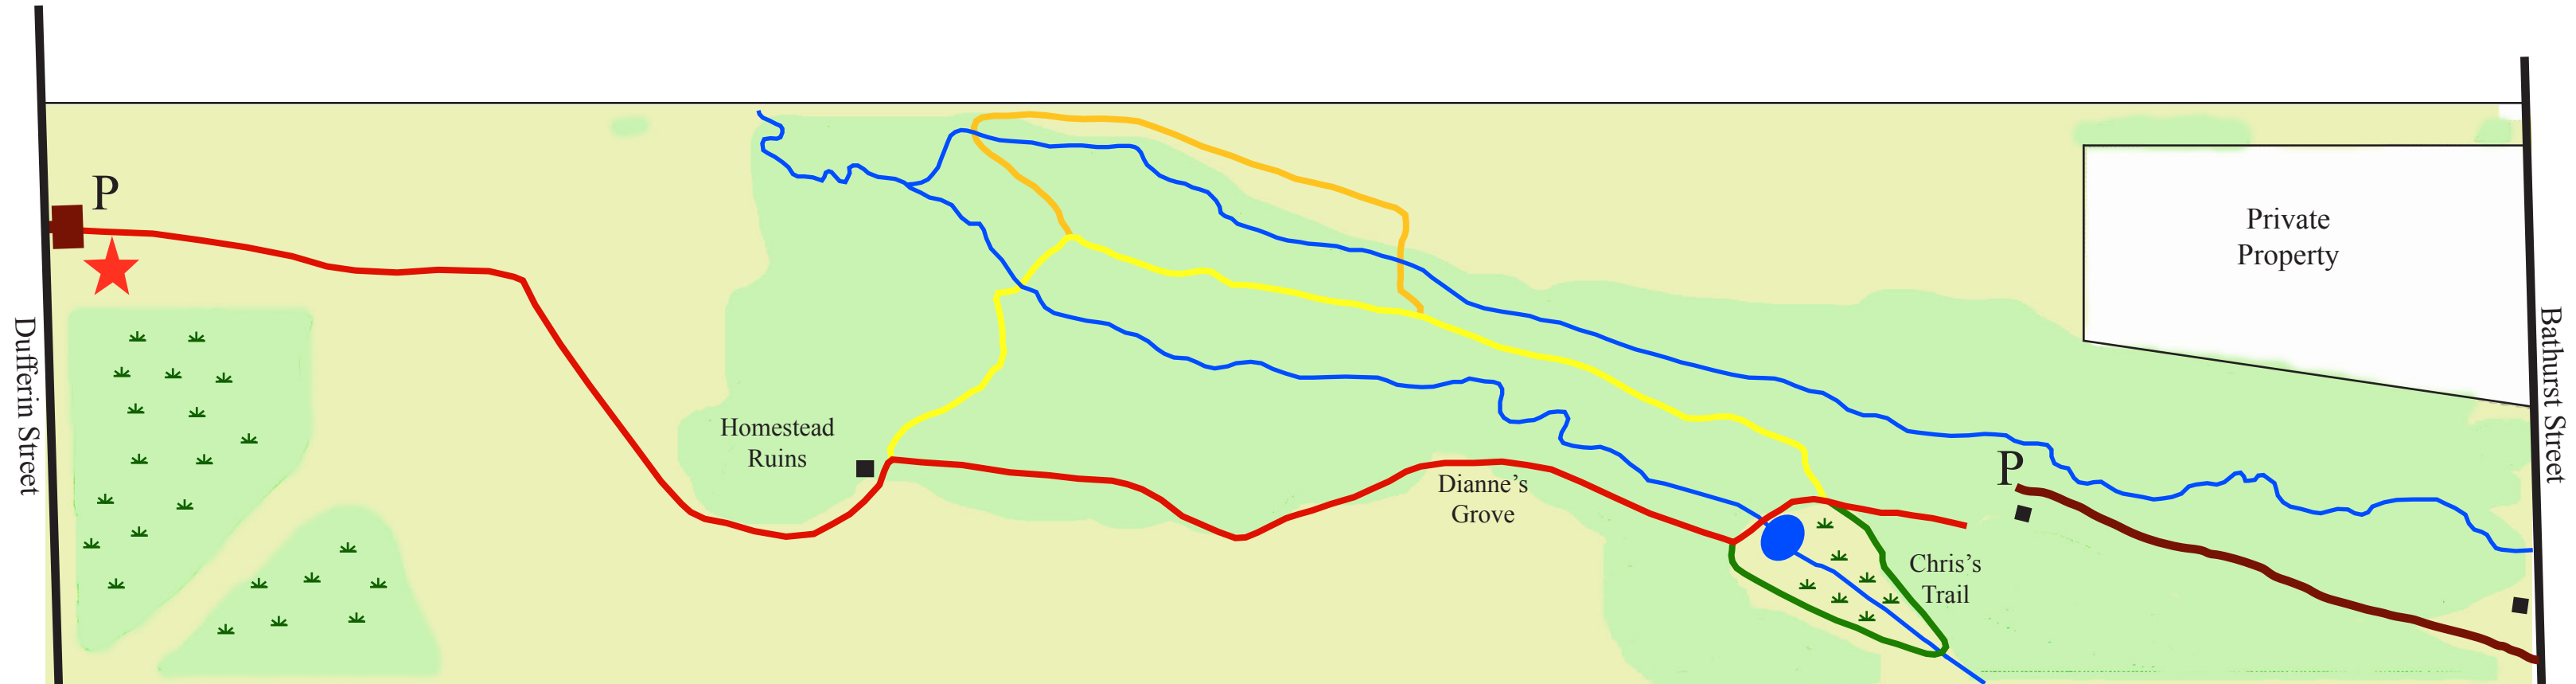 P
Dufferin Street
Homestead
Ruins
Dianne's
Grove
Chris's
Trail
P
Private
Property
Bathurst Street